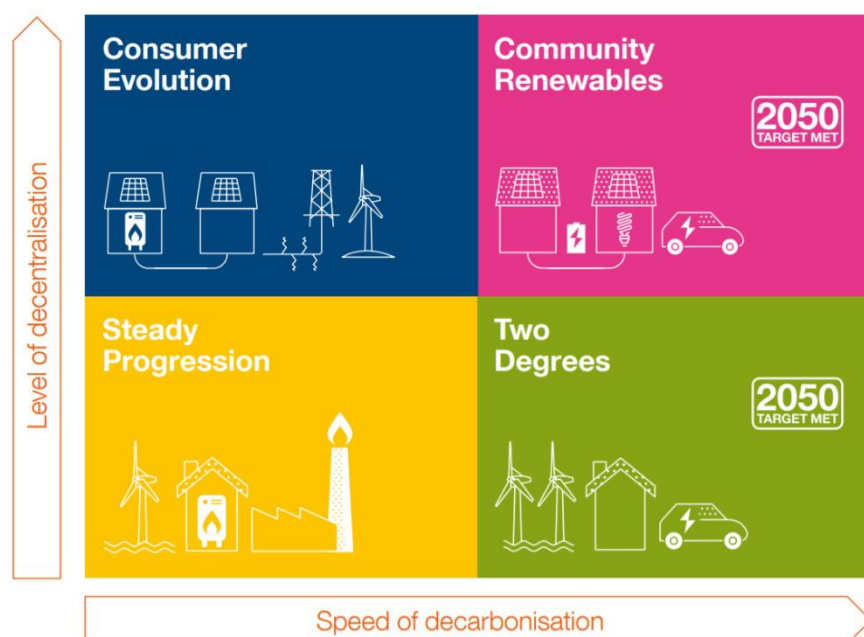 Consumer
Evolution
Community
Renewables
2050
TARGET MET
Steady
Progression
Two
Degrees
2050
TARGET MET
Level of decentralisation
Speed of decarbonisation